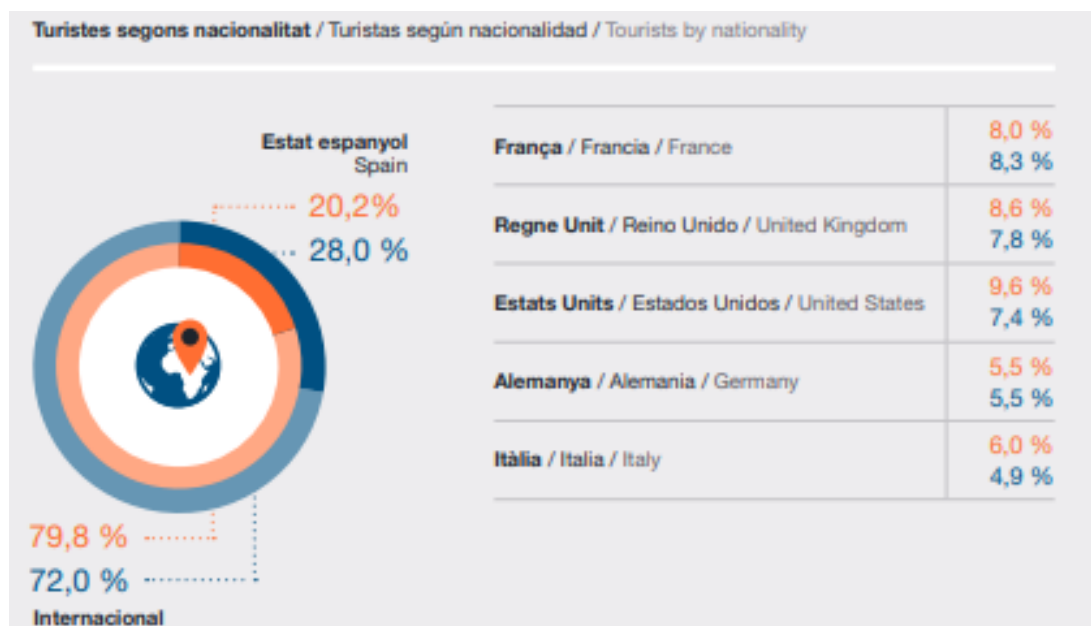 Turistes segons nacionalitat / Turistas según nacionalidad / Tourists by nationality
Estat espanyol
Spain
20,2%
28,0 %
79,8 %
72,0 %
Internacional
França / Francia / France
8,0 %
8,3 %
Regne Unit / Reino Unido / United Kingdom
8,6 %
7,8 %
Estats Units / Estados Unidos / United States
9,6 %
7,4 %
Alemanya / Alemania / Germany
5,5 %
5,5 %
Itàlia / Italia / Italy
6,0 %
4,9 %